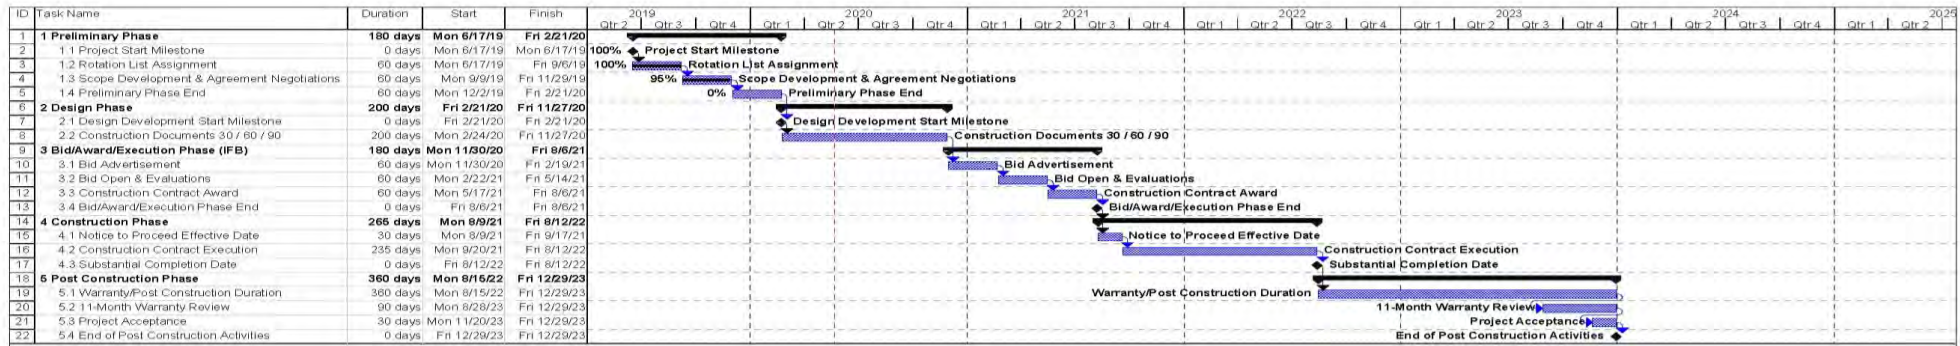 ID Task Name Duration Start Finish 2019 2020 2021 2022 2023 2024 2025
Qtr 2 Qtr 3 Qtr 4 Qtr 1 Qtr 2 Qtr 3 Qtr 4 Qtr 1 Qtr 2 Qtr 3 Qtr 4 Qtr 1 Qtr 2 Qtr 3 Qtr 4 Qtr 1 Qtr 2 Qtr 3 Qtr 4 Qtr 1 Qtr 2 Qtr 3 Qtr 4 Qtr 1 Qtr 2
1 1 Preliminary Phase 180 days Mon 6/17/19 Fri 2/21/20
2 1.1 Project Start Milestone 0 days Mon 6/17/19 Mon 6/17/19 100% Project Start Milestone
3 1.2 Rotation List Assignment 60 days Mon 6/17/19 Fri 9/6/19 100% Rotation List Assignment
4 1.3 Scope Development & Agreement Negotiations 60 days Mon 9/9/19 Fri 11/29/19 95% Scope Development & Agreement Negotiations
5 1.4 Preliminary Phase End 60 days Mon 12/2/19 Fri 2/21/20 0% Preliminary Phase End
6 2 Design Phase 200 days Fri 2/21/20 Fri 11/27/20
7 2.1 Design Development Start Milestone 0 days Fri 2/21/20 Fri 2/21/20 Design Development Start Milestone
8 2.2 Construction Documents 30 / 60 / 90 200 days Mon 2/24/20 Fri 11/27/20 Construction Documents 30 / 60 / 90
9 3 Bid/Award/Execution Phase (IFB) 180 days Mon 11/30/20 Fri 8/6/21
10 3.1 Bid Advertisement 60 days Mon 11/30/20 Fri 2/19/21 Bid Advertisement
11 3.2 Bid Open & Evaluations 60 days Mon 2/22/21 Fri 5/14/21 Bid Open & Evaluations
12 3.3 Construction Contract Award 60 days Mon 5/17/21 Fri 8/6/21 Construction Contract Award
13 3.4 Bid/Award/Execution Phase End 0 days Fri 8/6/21 Fri 8/6/21 Bid/Award/Execution Phase End
14 4 Construction Phase 265 days Mon 8/9/21 Fri 8/12/22
15 4.1 Notice to Proceed Effective Date 30 days Mon 8/9/21 Fri 9/17/21 Notice to Proceed Effective Date
16 4.2 Construction Contract Execution 235 days Mon 9/20/21 Fri 8/12/22 Construction Contract Execution
17 4.3 Substantial Completion Date 0 days Fri 8/12/22 Fri 8/12/22 Substantial Completion Date
18 5 Post Construction Phase 360 days Mon 8/15/22 Fri 12/29/23
19 5.1 Warranty/Post Construction Duration 360 days Mon 8/15/22 Fri 12/29/23 Warranty/Post Construction Duration
20 5.2 11-Month Warranty Review 90 days Mon 8/28/23 Fri 12/29/23 11-Month Warranty Review
21 5.3 Project Acceptance 30 days Mon 11/20/23 Fri 12/29/23 Project Acceptance
22 5.4 End of Post Construction Activities 0 days Fri 12/29/23 Fri 12/29/23 End of Post Construction Activities